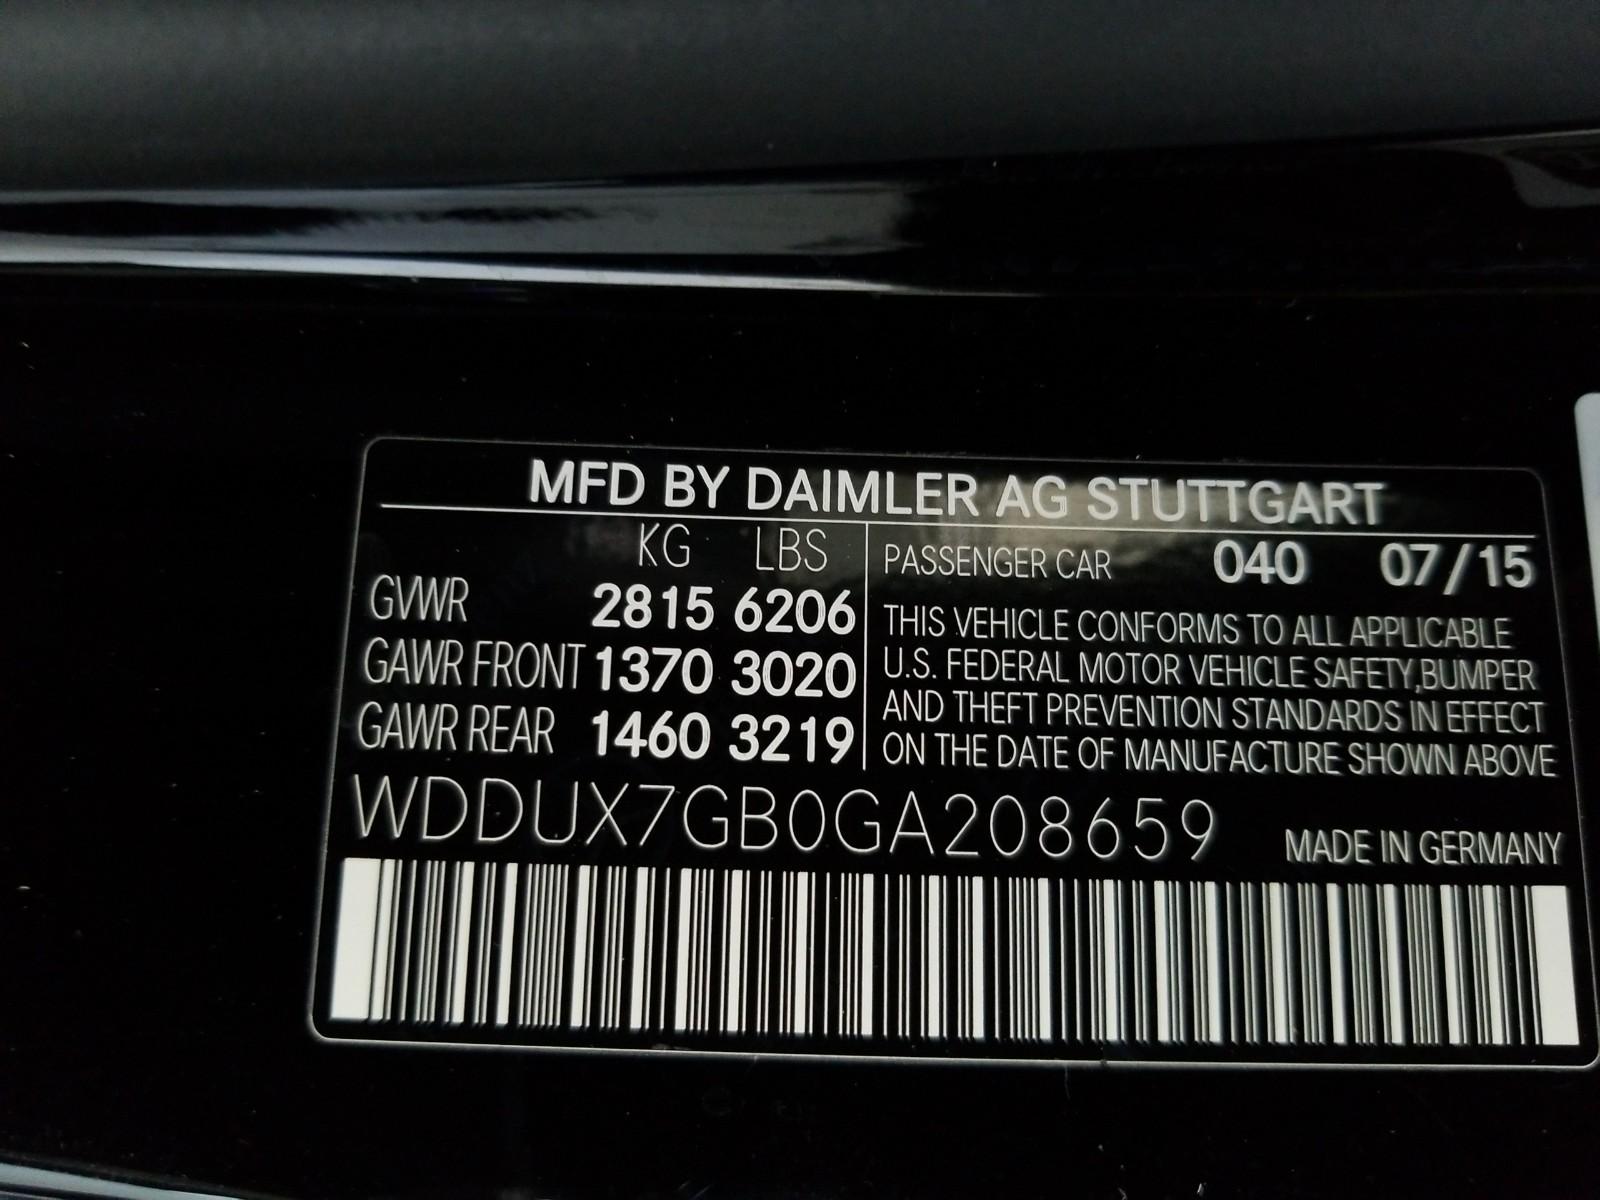 MFD BY DAIMLER AG STUTTGART
KG LBS
GVWR 2815 6206
GAWR FRONT 1370 3020
GAWR REAR 1460 3219
PASSENGER CAR 040 07/15
THIS VEHICLE CONFORMS TO ALL APPLICABLE
U.S. FEDERAL MOTOR VEHICLE SAFETY,BUMPER
AND THEFT PREVENTION STANDARDS IN EFFECT
ON THE DATE OF MANUFACTURE SHOWN ABOVE
WDDUX7GB0GA208659
MADE IN GERMANY